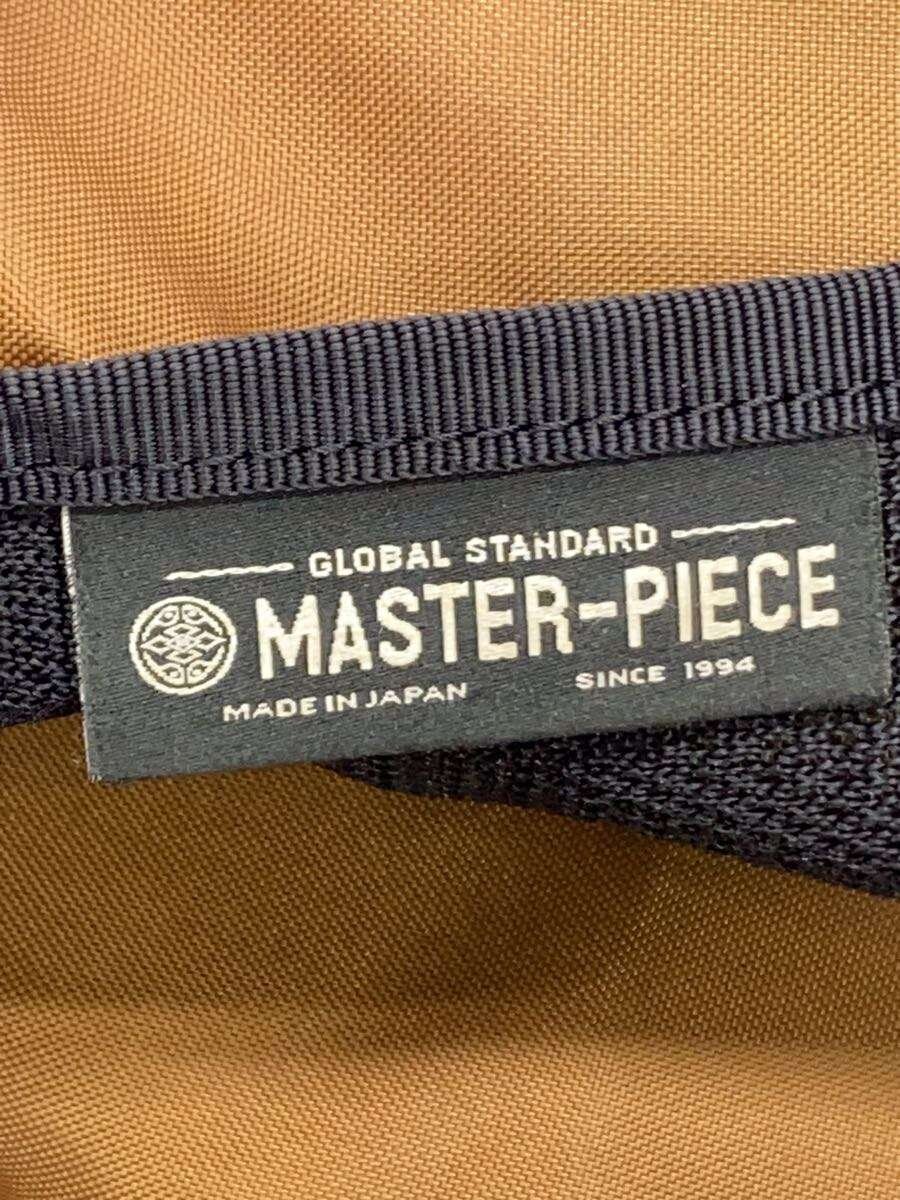 GLOBAL STANDARD
MASTER-PIECE
MADE IN JAPAN SINCE 1994